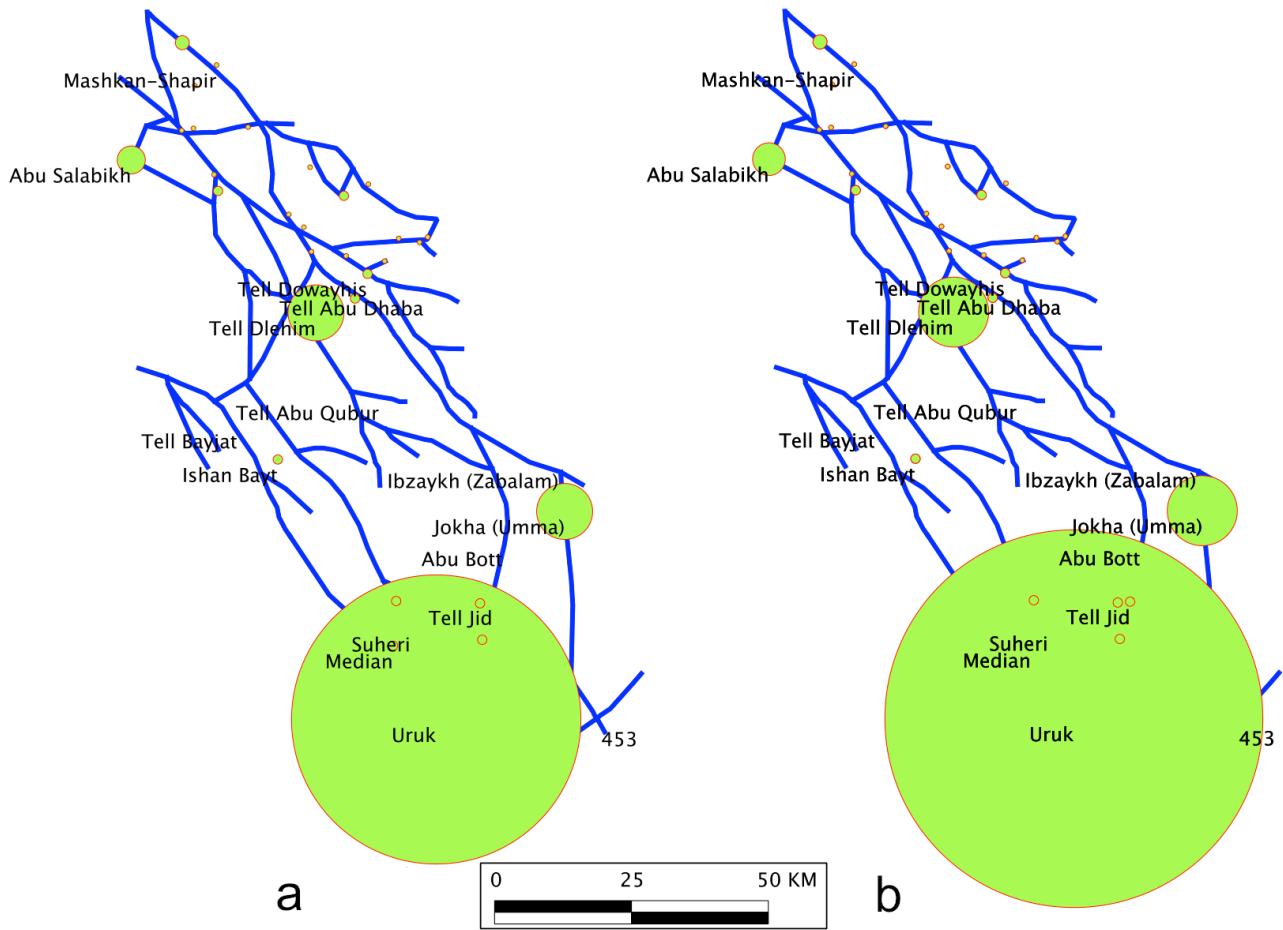 Mashkan-Shapir
Abu Salabikh
Tell Dowayhis
Tell Abu Dhaba
Tell Dlehim
Tell Abu Qubur
Tell Bayjat
Ishan Bayt
Ibzaykh (Zabalam)
Jokha (Umma)
Abu Bott
Tell Jid
Suheri
Median
Uruk
453
a
Mashkan-Shapir
Abu Salabikh
Tell Dowayhis
Tell Abu Dhaba
Tell Dlehim
Tell Abu Qubur
Tell Bayjat
Ishan Bayt
Ibzaykh (Zabalam)
Jokha (Umma)
Abu Bott
Tell Jid
Suheri
Median
Uruk
453
b
0 25 50 KM